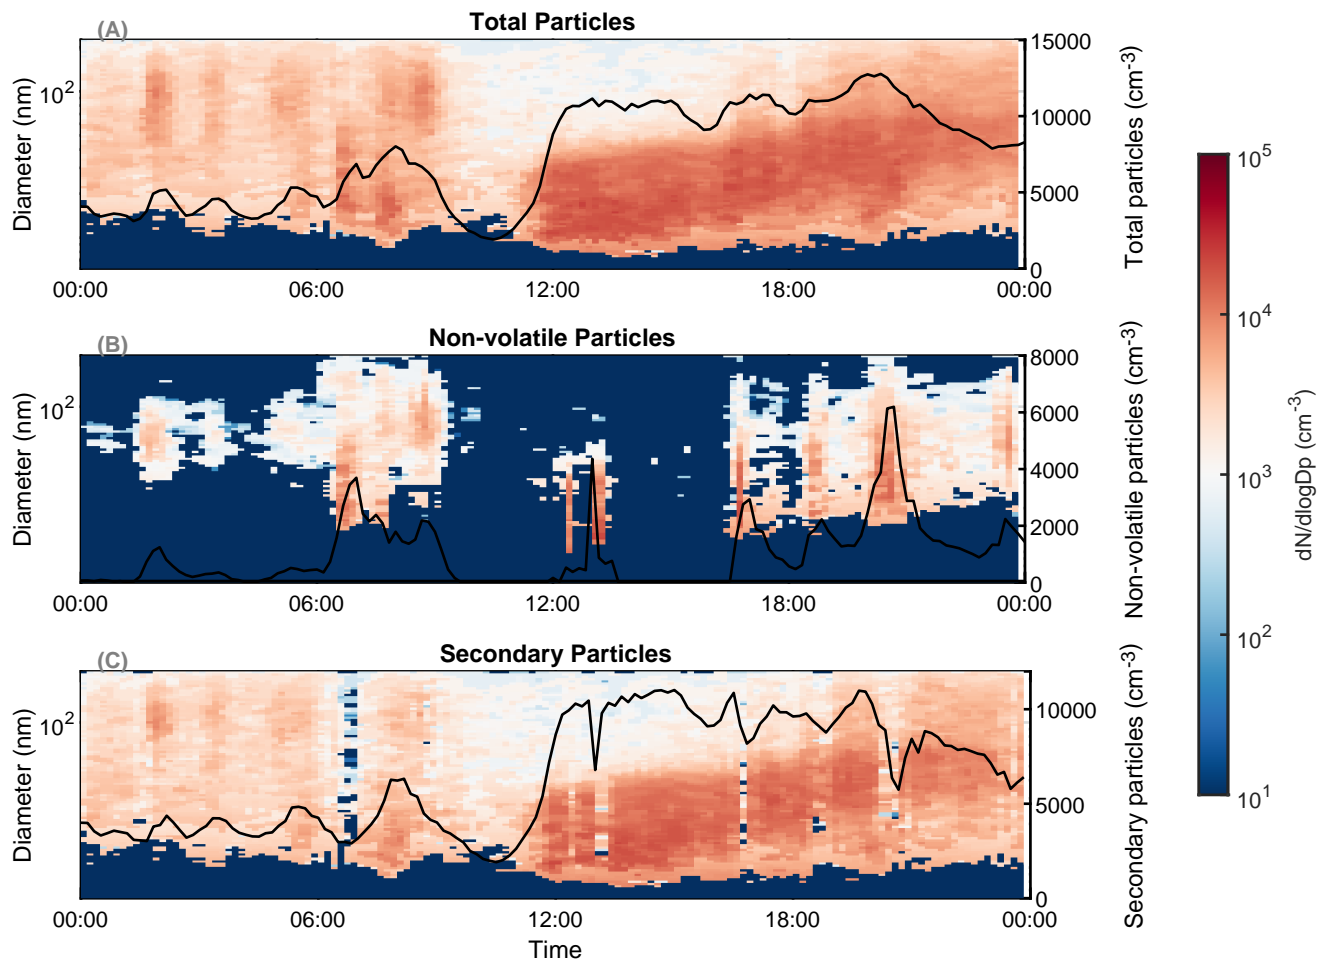 (A)
Total Particles
15000
10000
5000
0
10^2
Diameter (nm)
Total particles (cm^-3)
00:00 06:00 12:00 18:00 00:00
(B)
Non-volatile Particles
8000
6000
4000
2000
0
10^2
Diameter (nm)
Non-volatile particles (cm^-3)
00:00 06:00 12:00 18:00 00:00
(C)
Secondary Particles
10000
5000
0
10^2
Diameter (nm)
Secondary particles (cm^-3)
00:00 06:00 12:00 18:00 00:00
Time
10^5
10^4
10^3
10^2
10^1
dN/dlogDp (cm^-3)